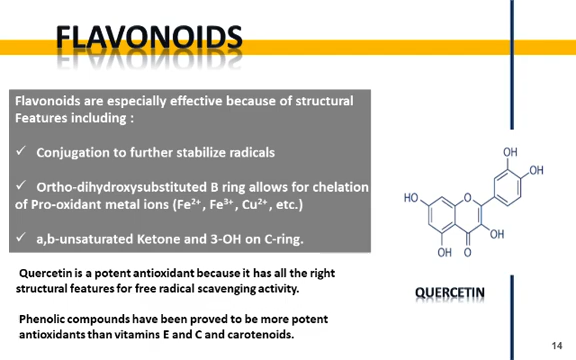 FLAVONOIDS
Flavonoids are especially effective because of structural
Features including :
✓ Conjugation to further stabilize radicals
✓ Ortho-dihydroxysubstituted B ring allows for chelation
of Pro-oxidant metal ions (Fe²⁺, Fe³⁺, Cu²⁺, etc.)
✓ a,b-unsaturated Ketone and 3-OH on C-ring.
Quercetin is a potent antioxidant because it has all the right
structural features for free radical scavenging activity.
Phenolic compounds have been proved to be more potent
antioxidants than vitamins E and C and carotenoids.
OH
OH
HO
O
OH
OH
O
QUERCETIN
14